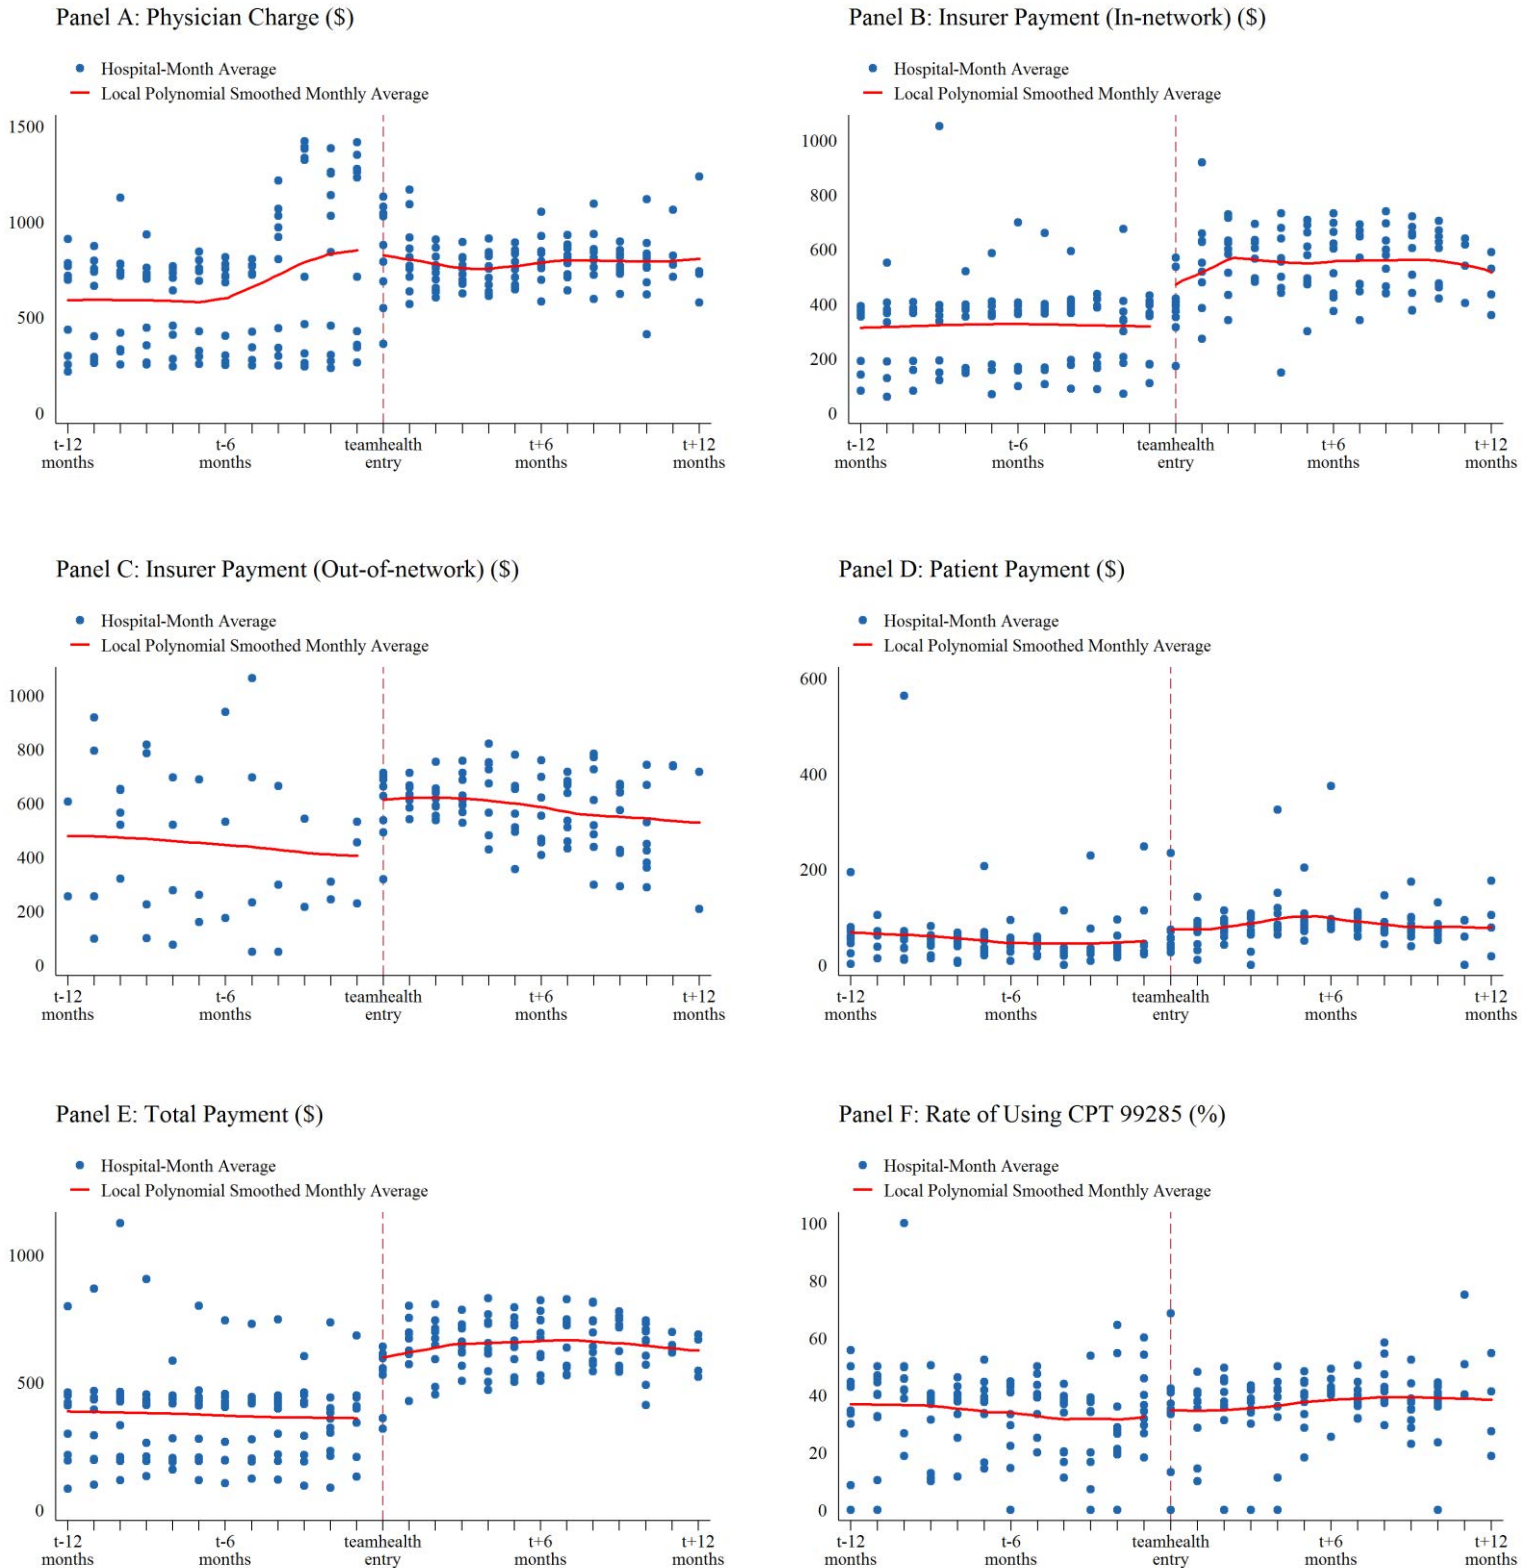 Panel A: Physician Charge ($)
Hospital-Month Average
Local Polynomial Smoothed Monthly Average
1500
1000
500
0
t-12 months
t-6 months
teamhealth entry
t+6 months
t+12 months
Panel B: Insurer Payment (In-network) ($)
Hospital-Month Average
Local Polynomial Smoothed Monthly Average
1000
800
600
400
200
0
t-12 months
t-6 months
teamhealth entry
t+6 months
t+12 months
Panel C: Insurer Payment (Out-of-network) ($)
Hospital-Month Average
Local Polynomial Smoothed Monthly Average
1000
800
600
400
200
0
t-12 months
t-6 months
teamhealth entry
t+6 months
t+12 months
Panel D: Patient Payment ($)
Hospital-Month Average
Local Polynomial Smoothed Monthly Average
600
400
200
0
t-12 months
t-6 months
teamhealth entry
t+6 months
t+12 months
Panel E: Total Payment ($)
Hospital-Month Average
Local Polynomial Smoothed Monthly Average
1000
500
0
t-12 months
t-6 months
teamhealth entry
t+6 months
t+12 months
Panel F: Rate of Using CPT 99285 (%)
Hospital-Month Average
Local Polynomial Smoothed Monthly Average
100
80
60
40
20
0
t-12 months
t-6 months
teamhealth entry
t+6 months
t+12 months